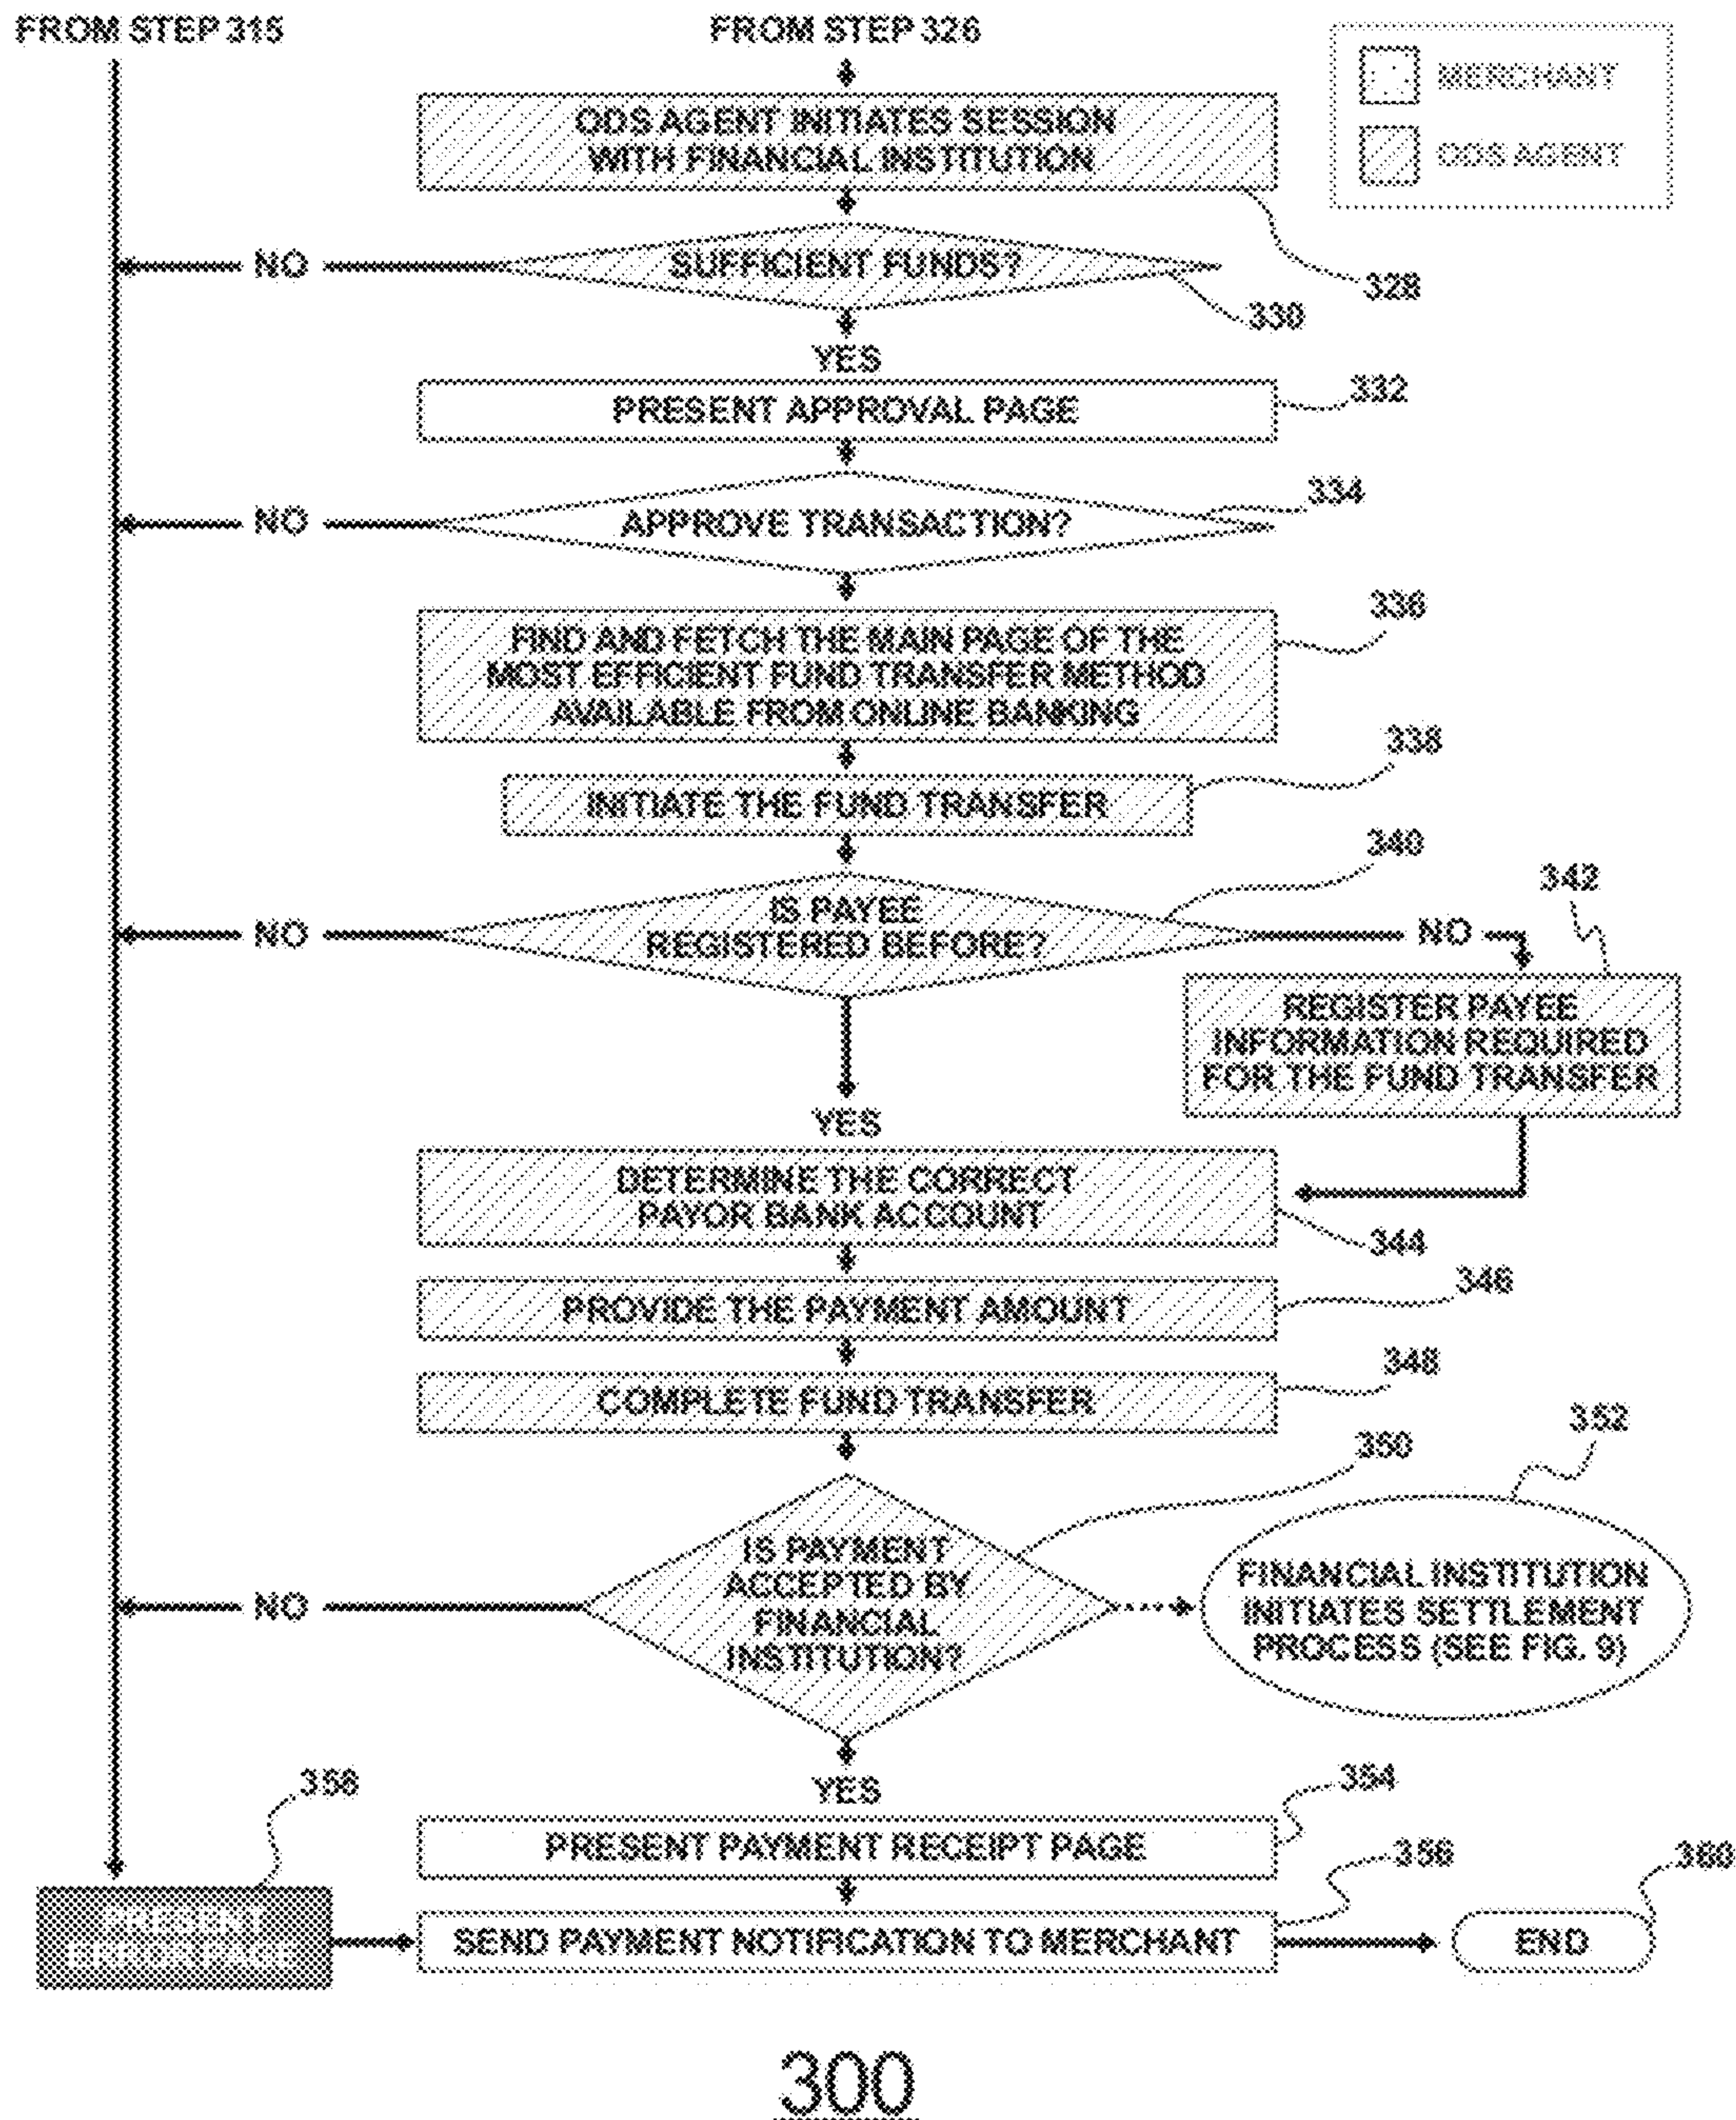 FROM STEP 315
FROM STEP 326
MERCHANT
ODS AGENT
ODS AGENT INITIATES SESSION
WITH FINANCIAL INSTITUTION
328
SUFFICIENT FUNDS?
NO
330
YES
332
PRESENT APPROVAL PAGE
334
APPROVE TRANSACTION?
NO
336
FIND AND FETCH THE MAIN PAGE OF THE
MOST EFFICIENT FUND TRANSFER METHOD
AVAILABLE FROM ONLINE BANKING
338
INITIATE THE FUND TRANSFER
340
342
IS PAYEE
REGISTERED BEFORE?
NO
NO
REGISTER PAYEE
INFORMATION REQUIRED
FOR THE FUND TRANSFER
YES
DETERMINE THE CORRECT
PAYOR BANK ACCOUNT
344
346
PROVIDE THE PAYMENT AMOUNT
348
COMPLETE FUND TRANSFER
350
352
IS PAYMENT
ACCEPTED BY
FINANCIAL
INSTITUTION?
NO
FINANCIAL INSTITUTION
INITIATES SETTLEMENT
PROCESS (SEE FIG. 9)
YES
354
PRESENT PAYMENT RECEIPT PAGE
358
356
360
PRESENT
ERROR PAGE
SEND PAYMENT NOTIFICATION TO MERCHANT
END
300